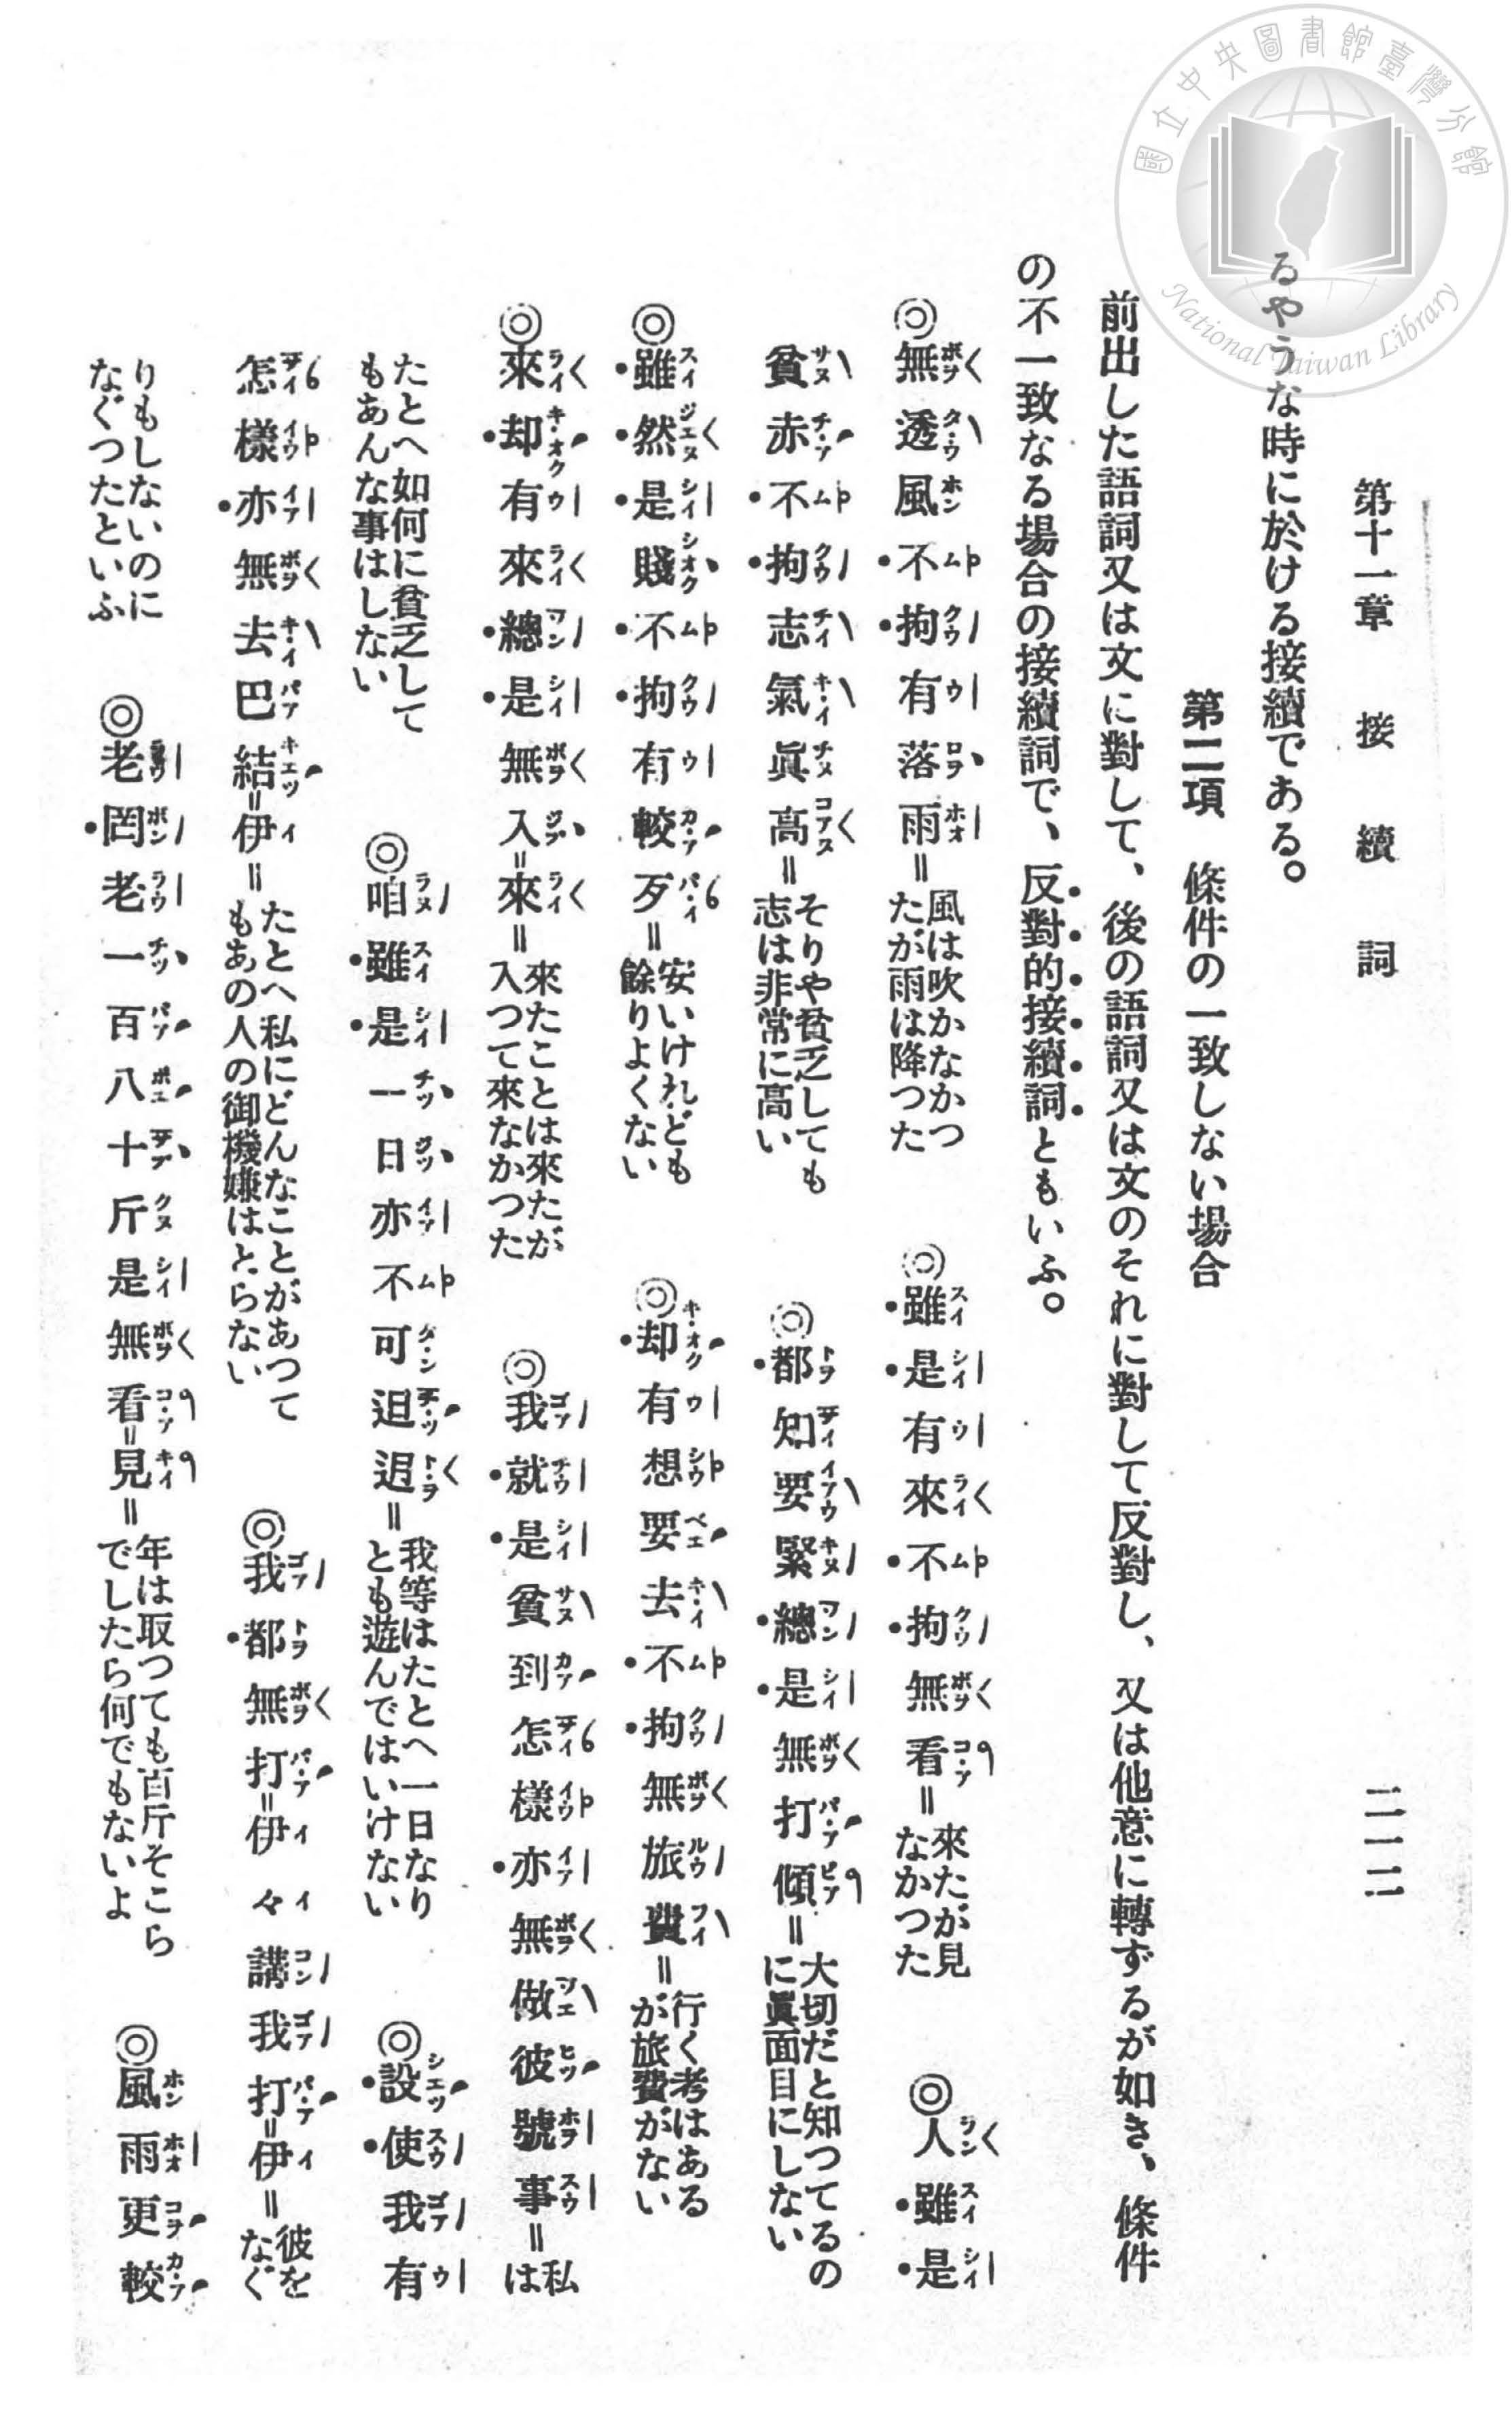 國立中央圖書館臺灣分館
National Taiwan Library
第十一章 接續詞 二一二
るやうな時に於ける接續である。
第二項 條件の一致しない場合
前出した語詞又は文に對して、後の語詞又は文のそれに對して反對し、又は他意に轉ずるが如き、條件
の不一致なる場合の接續詞で、反對的接續詞ともいふ。
◎無透風不拘有落雨=風は吹かなかつたが雨は降つた ◎雖是有來不拘無看=來たが見なかつた ◎人雖是
貧赤不拘志氣眞高=そりや貧乏しても志は非常に高い ◎都知要緊總是無打傾=大切だと知つてるのに眞面目にしない
◎雖然是賤不拘有較歹=安いけれども餘りよくない ◎却有想要去不拘無旅費=行く考はあるが旅費がない
◎來却有來總是無入=來=來たことは來たが入つて來なかつた ◎我就是貧到怎樣亦無做彼號事=私は
たとへ如何に貧乏してもあんな事はしない ◎咱雖是一日亦不可𨑨迌=我等はたとへ一日なりとも遊んではいけない ◎設使我有
怎樣亦無去巴結=伊=たとへ私にどんなことがあつてもあの人の御機嫌はとらない ◎我都無打=伊々講我打=伊=彼をなぐ
りもしないのになぐつたといふ ◎老罔老一百八十斤是無看=見=年は取つても百斤そこらでしたら何でもないよ ◎風雨更較